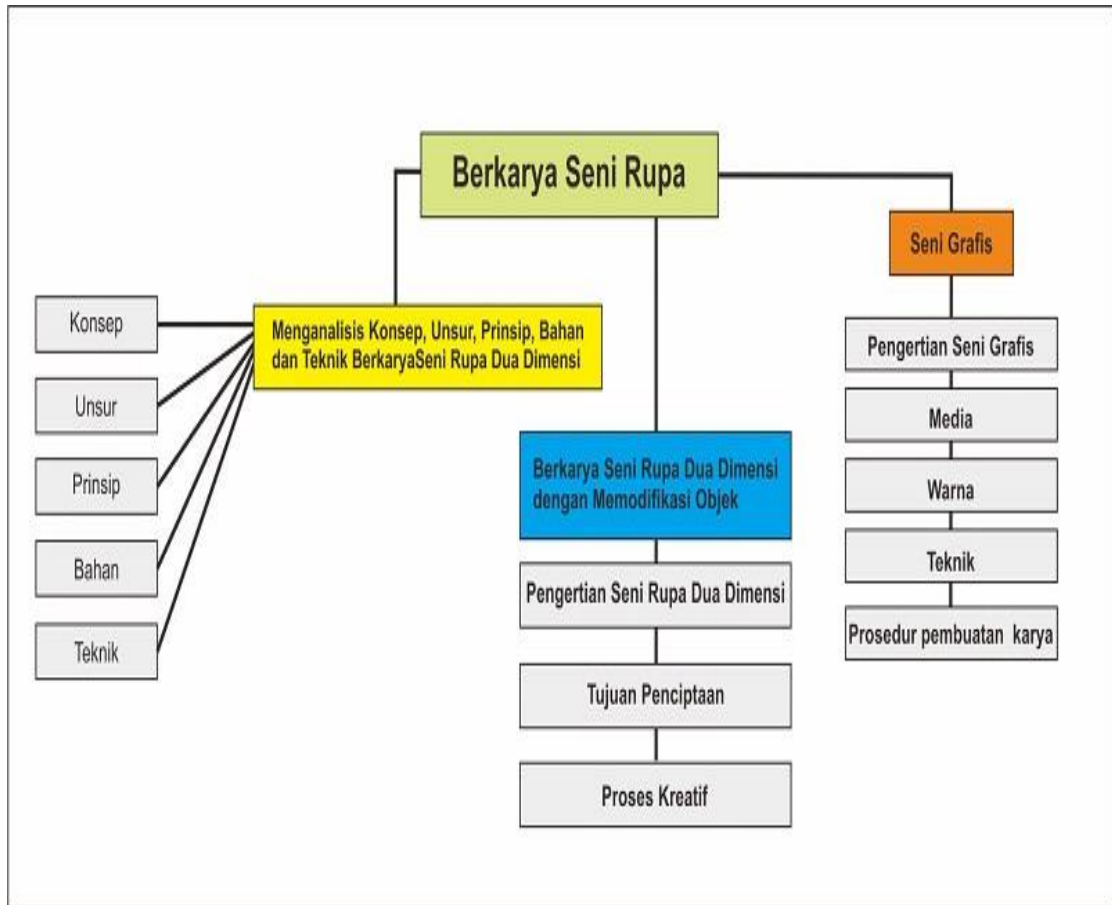 Berkarya Seni Rupa
Menganalisis Konsep, Unsur, Prinsip, Bahan
dan Teknik BerkaryaSeni Rupa Dua Dimensi
Konsep
Unsur
Prinsip
Bahan
Teknik
Berkarya Seni Rupa Dua Dimensi
dengan Memodifikasi Objek
Pengertian Seni Rupa Dua Dimensi
Tujuan Penciptaan
Proses Kreatif
Seni Grafis
Pengertian Seni Grafis
Media
Warna
Teknik
Prosedur pembuatan karya